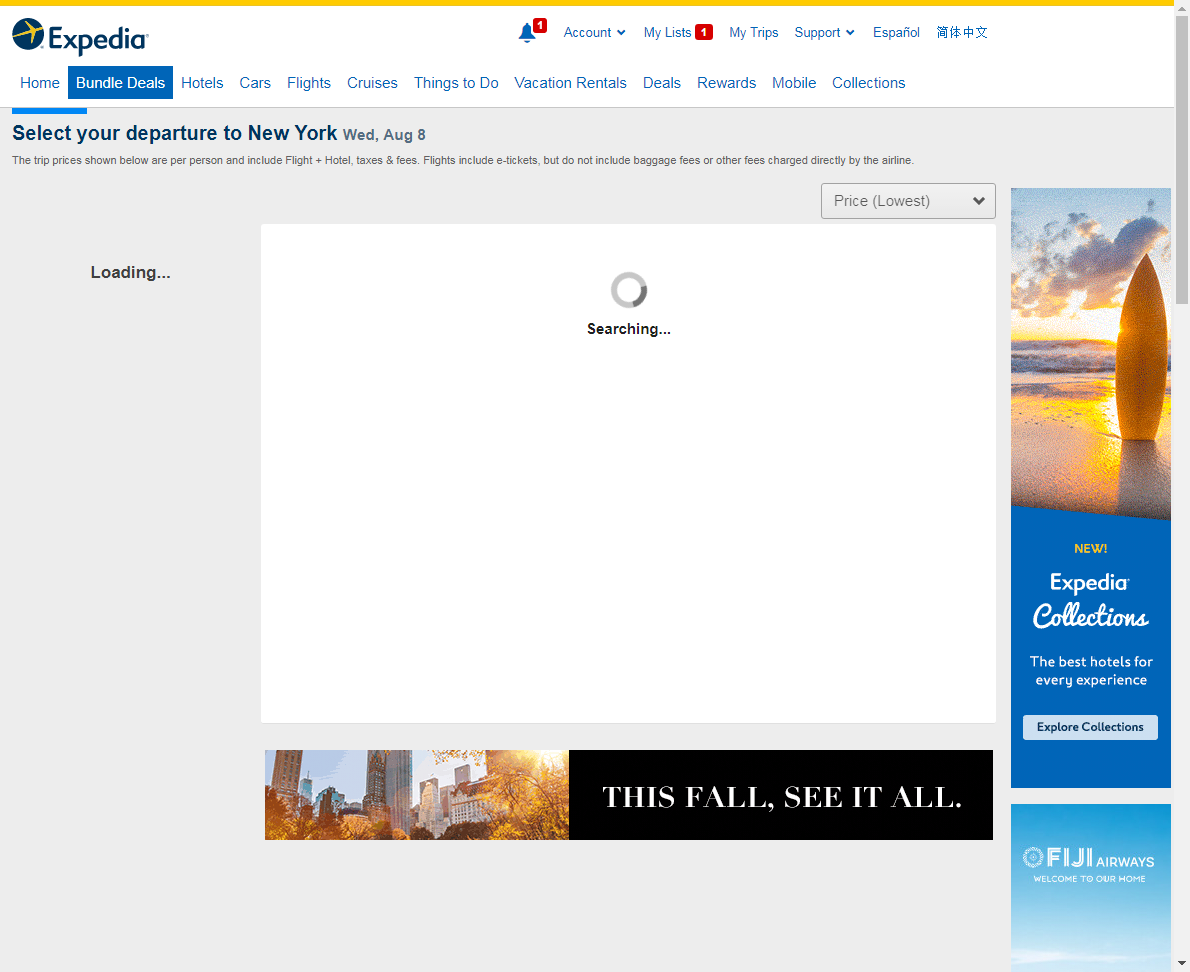 Expedia
1
Account
My Lists 1
My Trips
Support
Español
简体中文
Home
Bundle Deals
Hotels
Cars
Flights
Cruises
Things to Do
Vacation Rentals
Deals
Rewards
Mobile
Collections
Select your departure to New York Wed, Aug 8
The trip prices shown below are per person and include Flight + Hotel, taxes & fees. Flights include e-tickets, but do not include baggage fees or other fees charged directly by the airline.
Price (Lowest)
Loading...
Searching...
NEW!
Expedia
Collections
The best hotels for
every experience
Explore Collections
THIS FALL, SEE IT ALL.
FIJI AIRWAYS
WELCOME TO OUR HOME